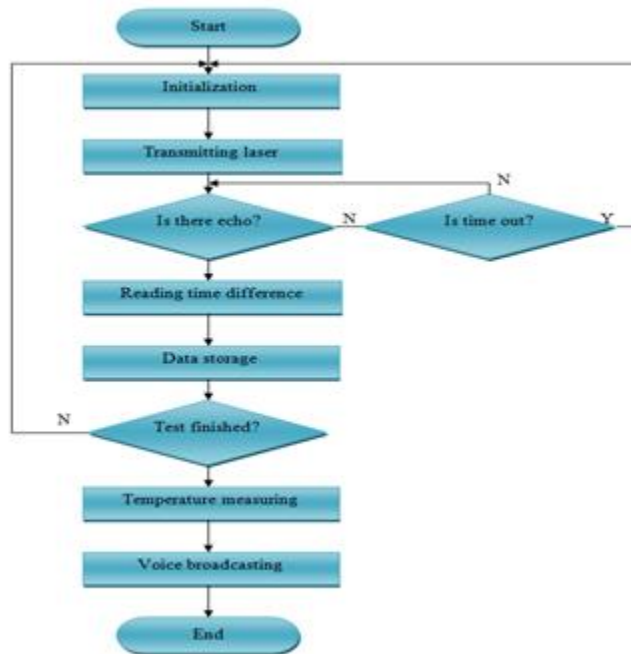 Start
Initialization
Transmitting laser
N
Is there echo?
N
Is time out?
Y
Reading time difference
Data storage
N
Test finished?
Temperature measuring
Voice broadcasting
End